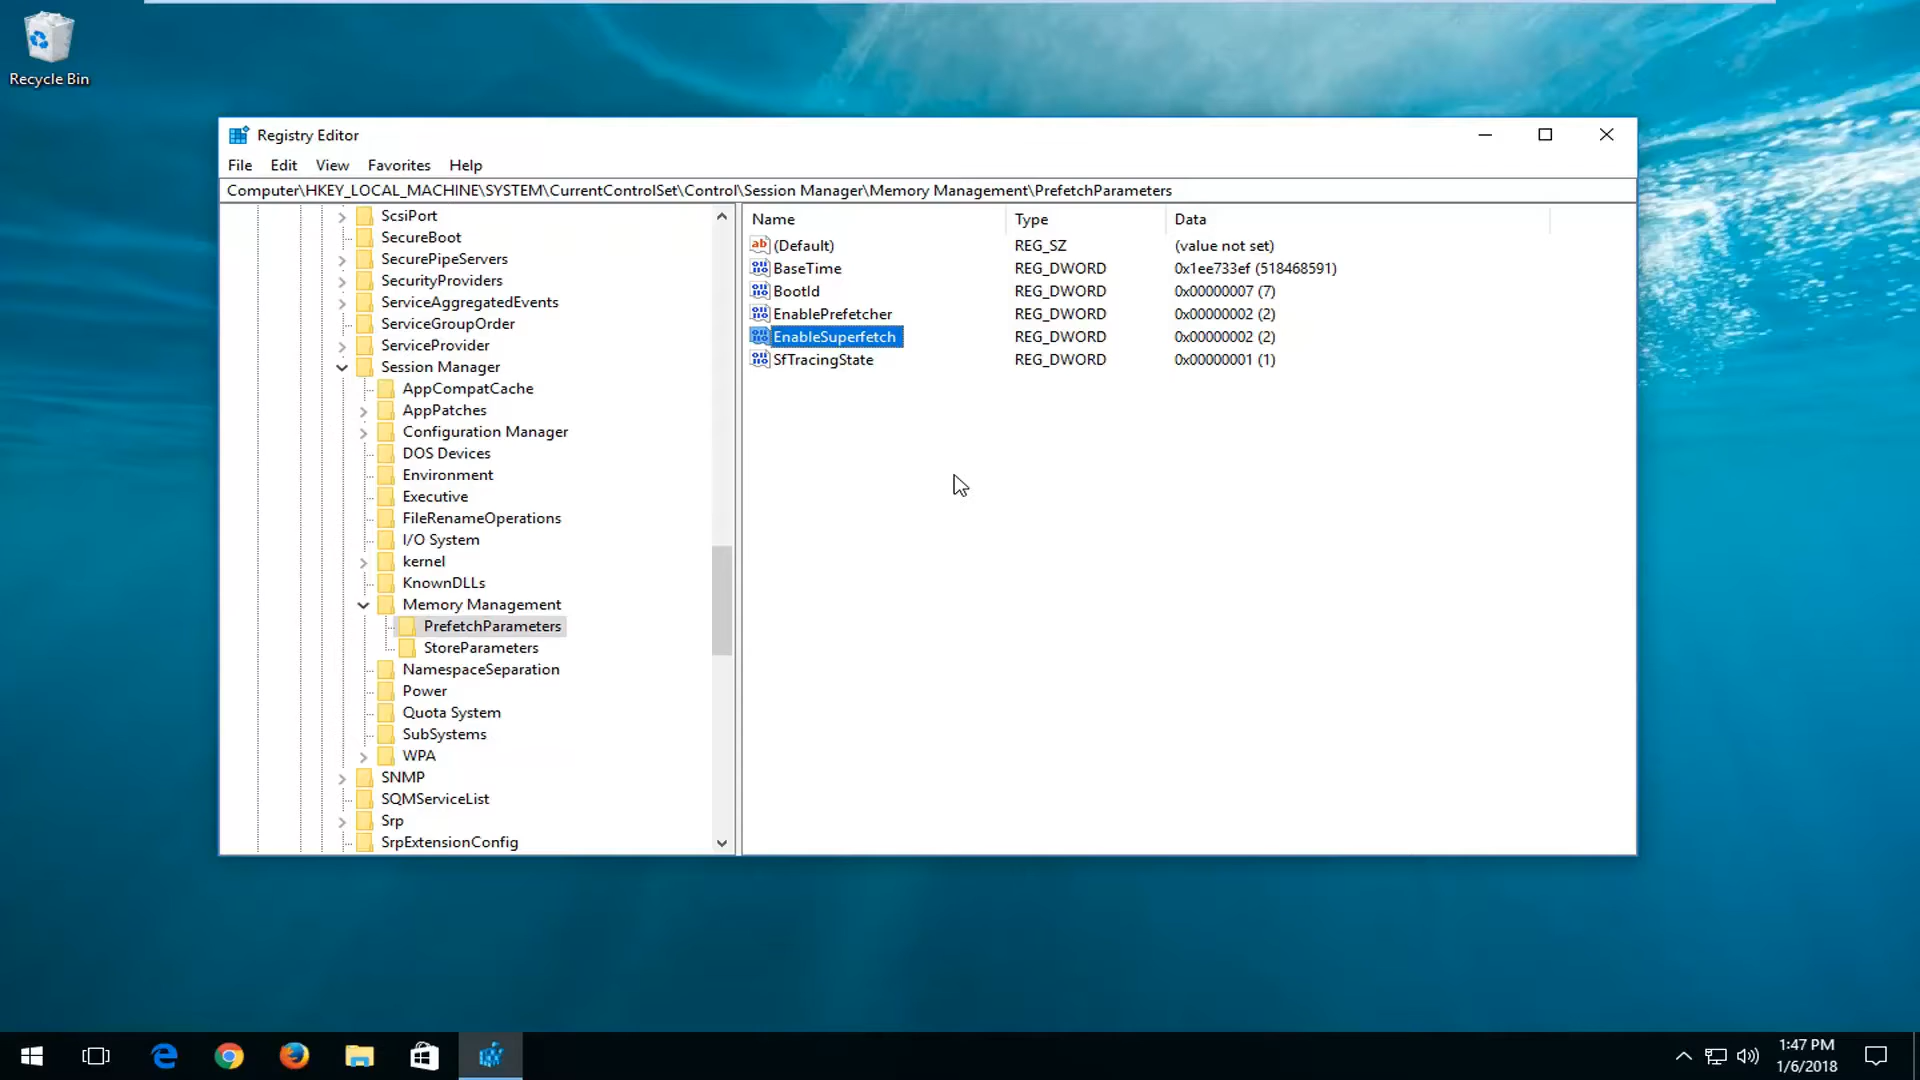 Recycle Bin
Registry Editor
File Edit View Favorites Help
Computer\HKEY_LOCAL_MACHINE\SYSTEM\CurrentControlSet\Control\Session Manager\Memory Management\PrefetchParameters
ScsiPort
SecureBoot
SecurePipeServers
SecurityProviders
ServiceAggregatedEvents
ServiceGroupOrder
ServiceProvider
Session Manager
AppCompatCache
AppPatches
Configuration Manager
DOS Devices
Environment
Executive
FileRenameOperations
I/O System
kernel
KnownDLLs
Memory Management
PrefetchParameters
StoreParameters
NamespaceSeparation
Power
Quota System
SubSystems
WPA
SNMP
SQMServiceList
Srp
SrpExtensionConfig
Name Type Data
ab (Default) REG_SZ (value not set)
BaseTime REG_DWORD 0x1ee733ef (518468591)
BootId REG_DWORD 0x00000007 (7)
EnablePrefetcher REG_DWORD 0x00000002 (2)
EnableSuperfetch REG_DWORD 0x00000002 (2)
SfTracingState REG_DWORD 0x00000001 (1)
1:47 PM
1/6/2018